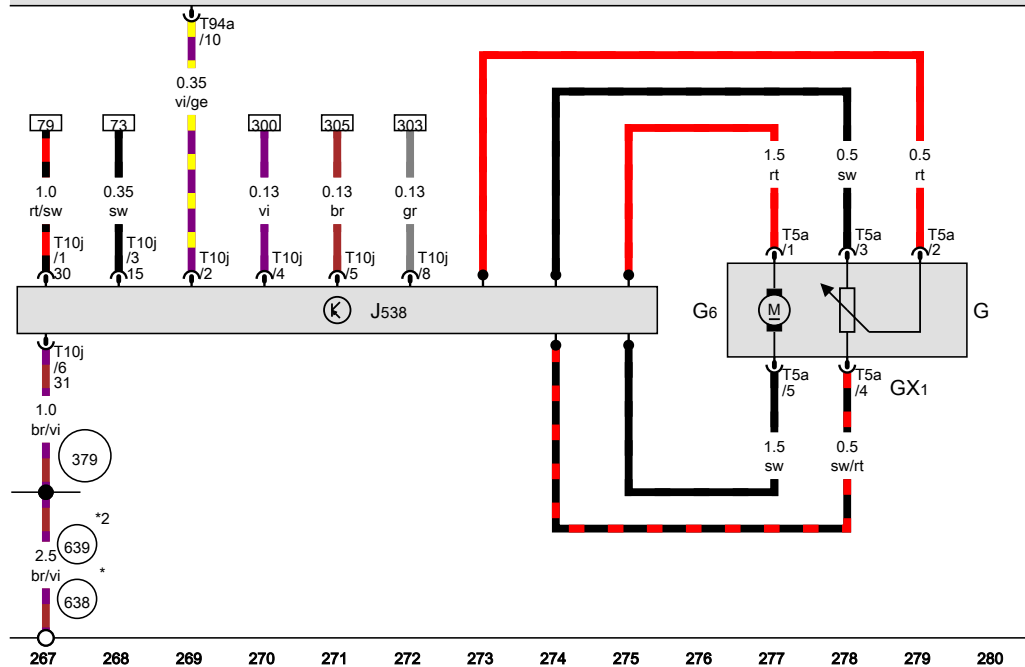 T94a
/10
0.35
vi/ge
79
73
300
305
303
1.0
rt/sw
0.35
sw
0.13
vi
0.13
br
0.13
gr
1.5
rt
0.5
sw
0.5
rt
T10j
/1
30
T10j
/3
15
T10j
/2
T10j
/4
T10j
/5
T10j
/8
T5a
/1
T5a
/3
T5a
/2
J538
G6
M
G
T10j
/6
31
T5a
/5
T5a
/4
GX1
1.0
br/vi
379
1.5
sw
0.5
sw/rt
*2
639
2.5
br/vi
*
638
267 268 269 270 271 272 273 274 275 276 277 278 279 280